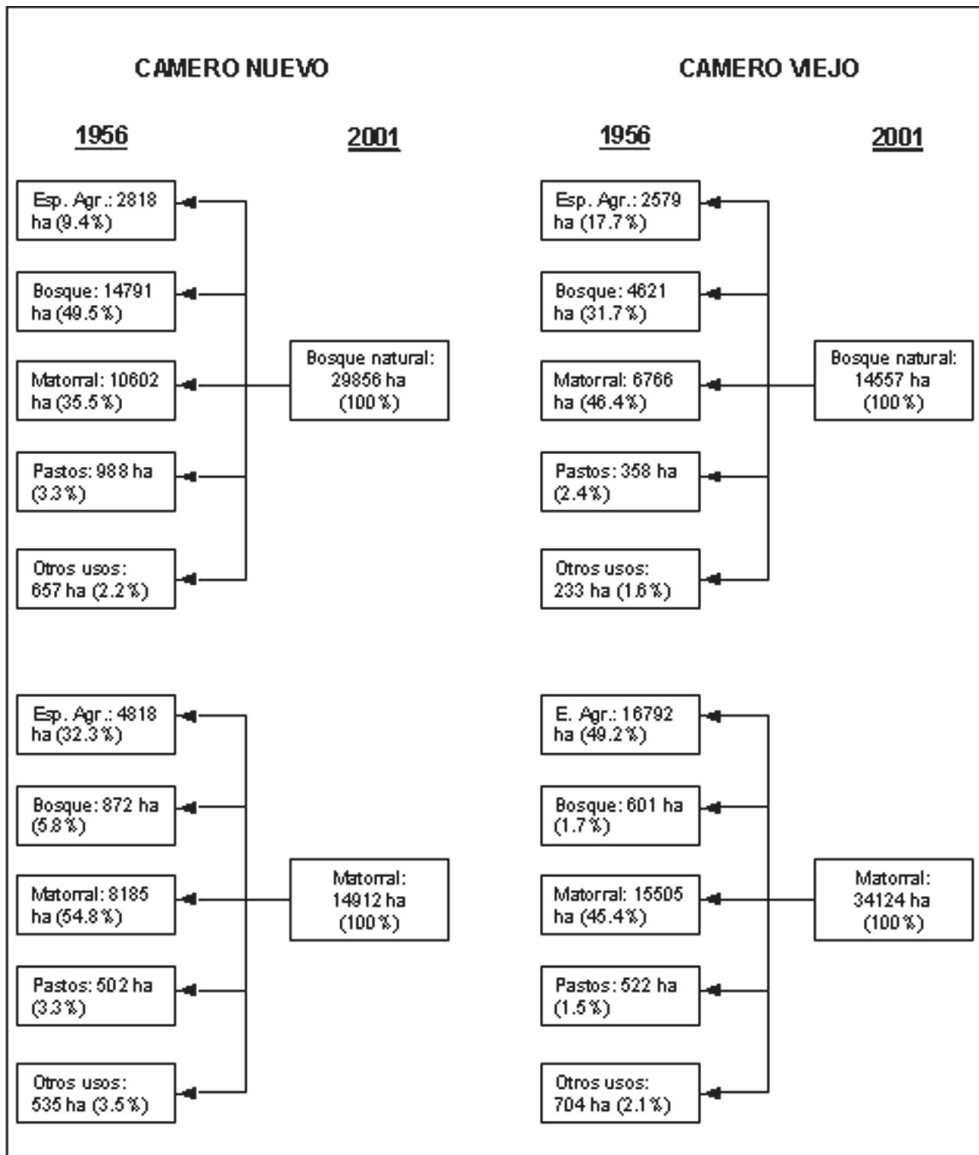 CAMERO NUEVO
1956
2001
Esp. Agr.: 2818
ha (9.4%)
Bosque: 14791
ha (49.5%)
Matorral: 10602
ha (35.5%)
Pastos: 988 ha
(3.3%)
Otros usos:
657 ha (2.2%)
Bosque natural:
29856 ha
(100%)
Esp. Agr.: 4818
ha (32.3%)
Bosque: 872 ha
(5.8%)
Matorral: 8185
ha (54.8%)
Pastos: 502 ha
(3.3%)
Otros usos:
535 ha (3.5%)
Matorral:
14912 ha
(100%)
CAMERO VIEJO
1956
2001
Esp. Agr.: 2579
ha (17.7%)
Bosque: 4621
ha (31.7%)
Matorral: 6766
ha (46.4%)
Pastos: 358 ha
(2.4%)
Otros usos:
233 ha (1.6%)
Bosque natural:
14557 ha
(100%)
E. Agr.: 16792
ha (49.2%)
Bosque: 601 ha
(1.7%)
Matorral: 15505
ha (45.4%)
Pastos: 522 ha
(1.5%)
Otros usos:
704 ha (2.1%)
Matorral:
34124 ha
(100%)